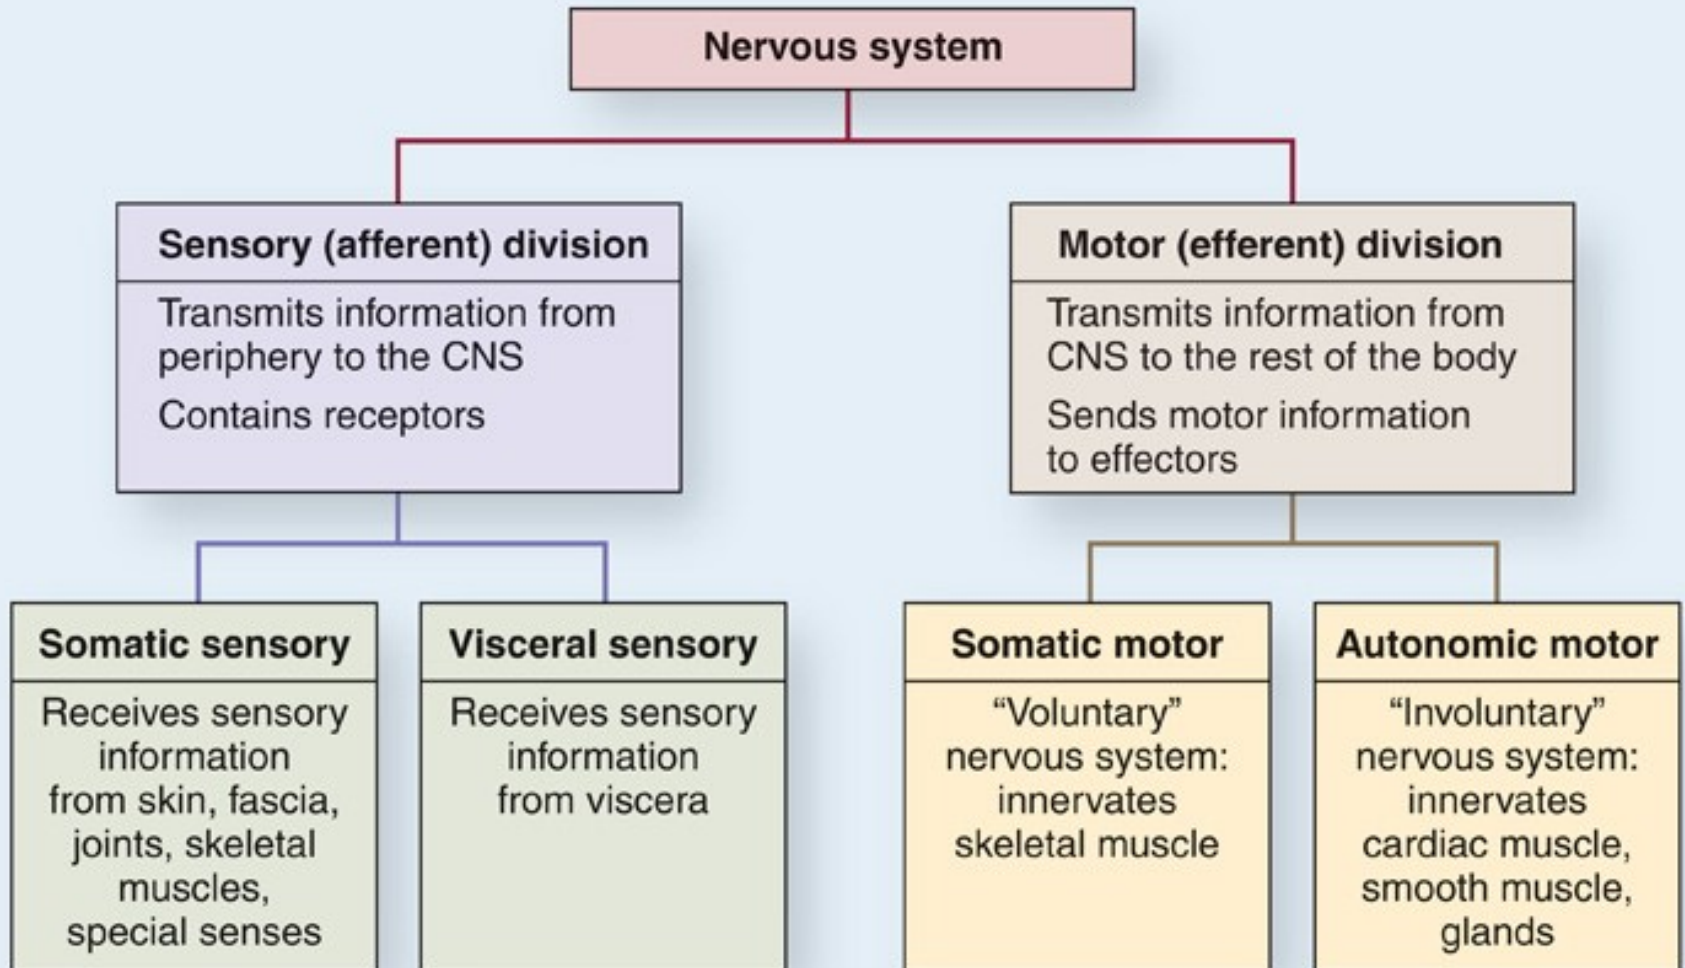 Nervous system
Sensory (afferent) division
Transmits information from
periphery to the CNS
Contains receptors
Motor (efferent) division
Transmits information from
CNS to the rest of the body
Sends motor information
to effectors
Somatic sensory
Receives sensory
information
from skin, fascia,
joints, skeletal
muscles,
special senses
Visceral sensory
Receives sensory
information
from viscera
Somatic motor
“Voluntary”
nervous system:
innervates
skeletal muscle
Autonomic motor
“Involuntary”
nervous system:
innervates
cardiac muscle,
smooth muscle,
glands